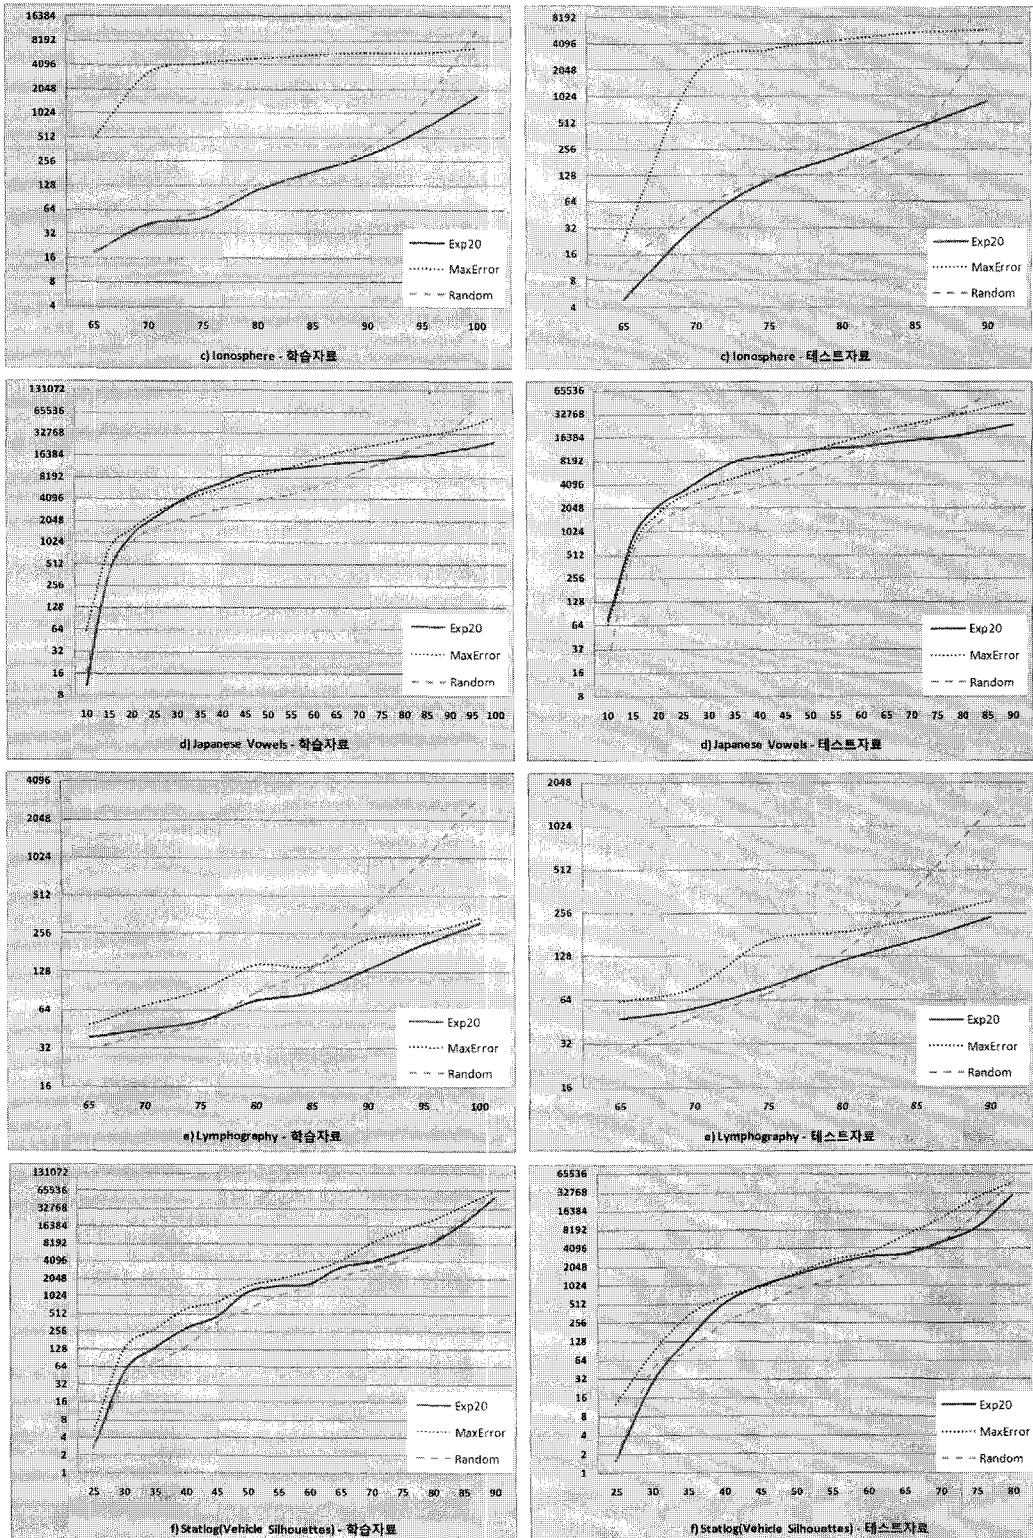 16384
8192
4096
2048
1024
512
256
128
64
32
16
8
4
65 70 75 80 85 90 95 100
Exp20
MaxError
Random
c) Ionosphere - 학습자료
8192
4096
2048
1024
512
256
128
64
32
16
8
4
65 70 75 80 85 90
Exp20
MaxError
Random
c) Ionosphere - 테스트자료
131072
65536
32768
16384
8192
4096
2048
1024
512
256
128
64
32
16
8
10 15 20 25 30 35 40 45 50 55 60 65 70 75 80 85 90 95 100
Exp20
MaxError
Random
d) Japanese Vowels - 학습자료
65536
32768
16384
8192
4096
2048
1024
512
256
128
64
32
16
8
10 15 20 25 30 35 40 45 50 55 60 65 70 75 80 85 90
Exp20
MaxError
Random
d) Japanese Vowels - 테스트자료
4096
2048
1024
512
256
128
64
32
16
65 70 75 80 85 90 95 100
Exp20
MaxError
Random
e) Lymphography - 학습자료
2048
1024
512
256
128
64
32
16
65 70 75 80 85 90
Exp20
MaxError
Random
e) Lymphography - 테스트자료
131072
65536
32768
16384
8192
4096
2048
1024
512
256
128
64
32
16
8
4
2
1
25 30 35 40 45 50 55 60 65 70 75 80 85 90
Exp20
MaxError
Random
f) Statlog(Vehicle Silhouettes) - 학습자료
65536
32768
16384
8192
4096
2048
1024
512
256
128
64
32
16
8
4
2
1
25 30 35 40 45 50 55 60 65 70 75 80
Exp20
MaxError
Random
f) Statlog(Vehicle Silhouettes) - 테스트자료